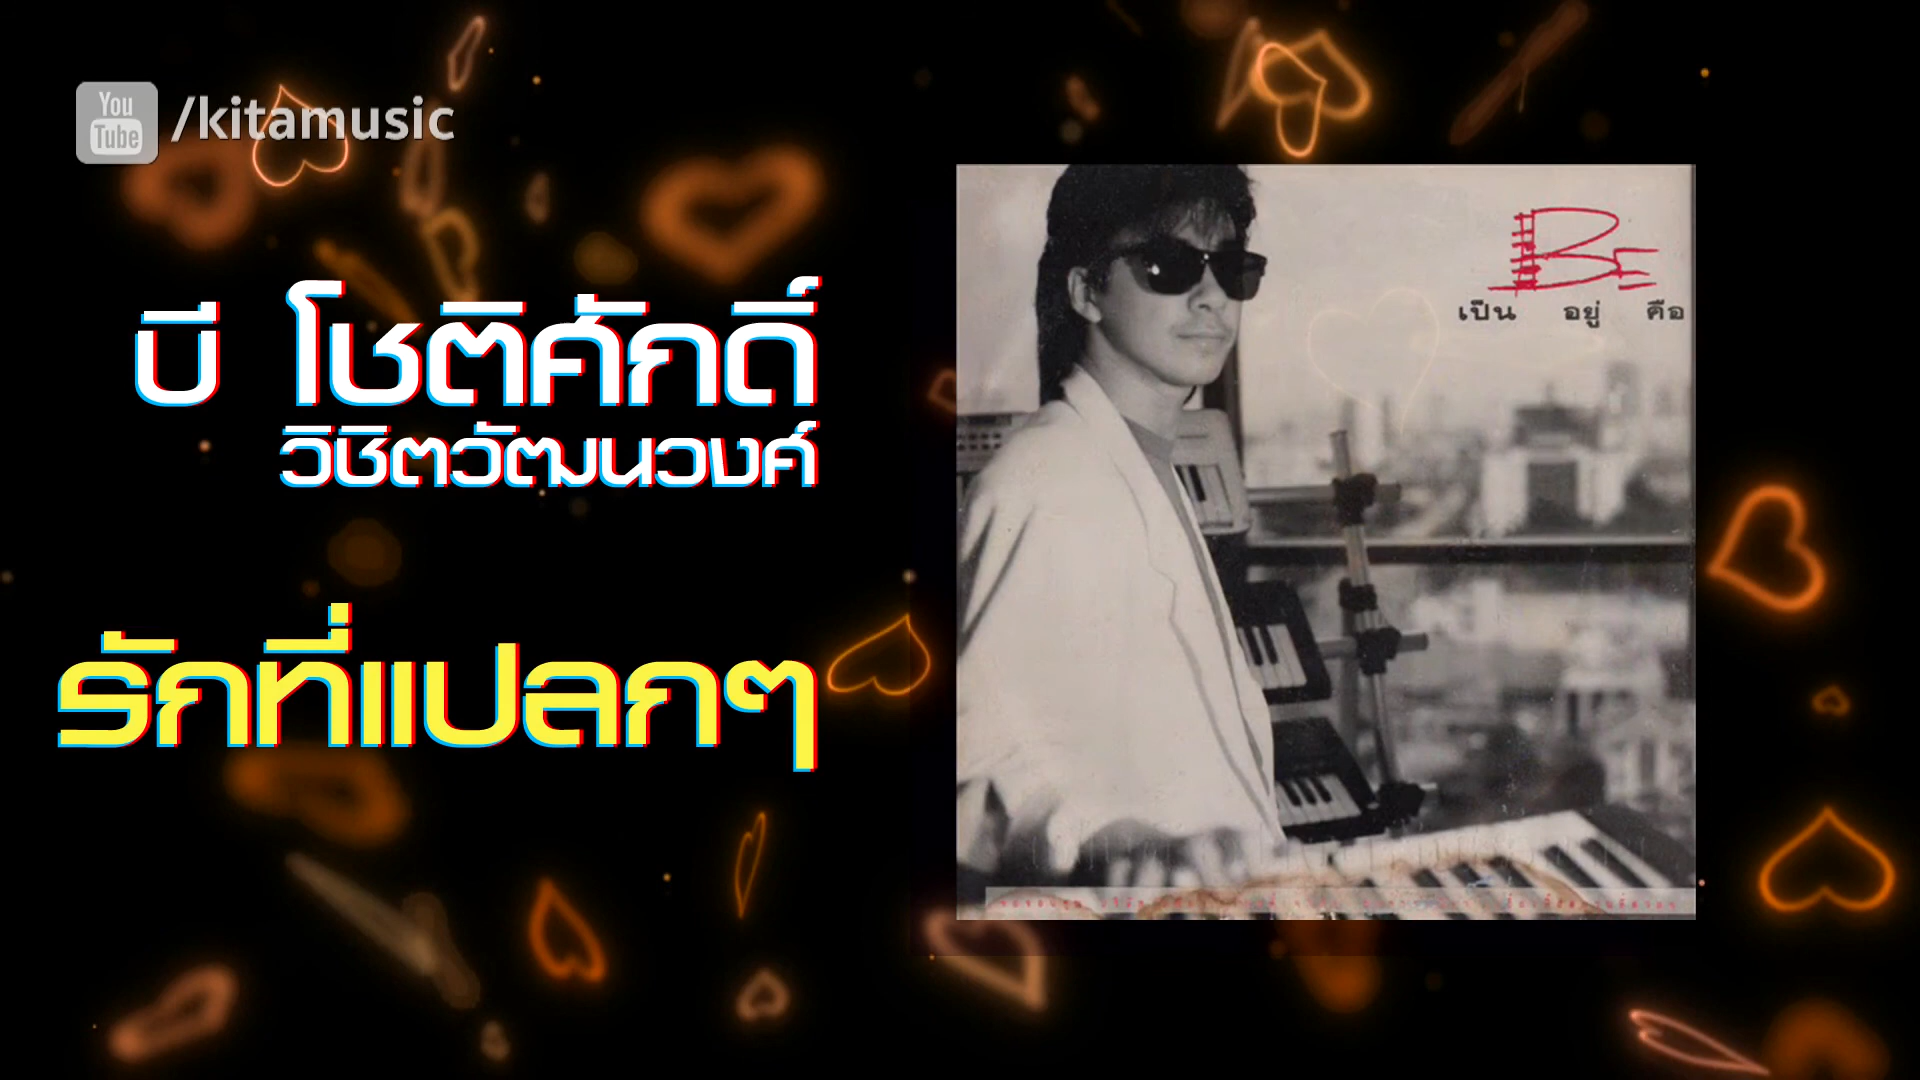 You
Tube
/kitamusic
บี โชติศักดิ์
วิชิตวัฒนวงศ์
รักที่แปลกๆ
BE
เป็น อยู่ คือ